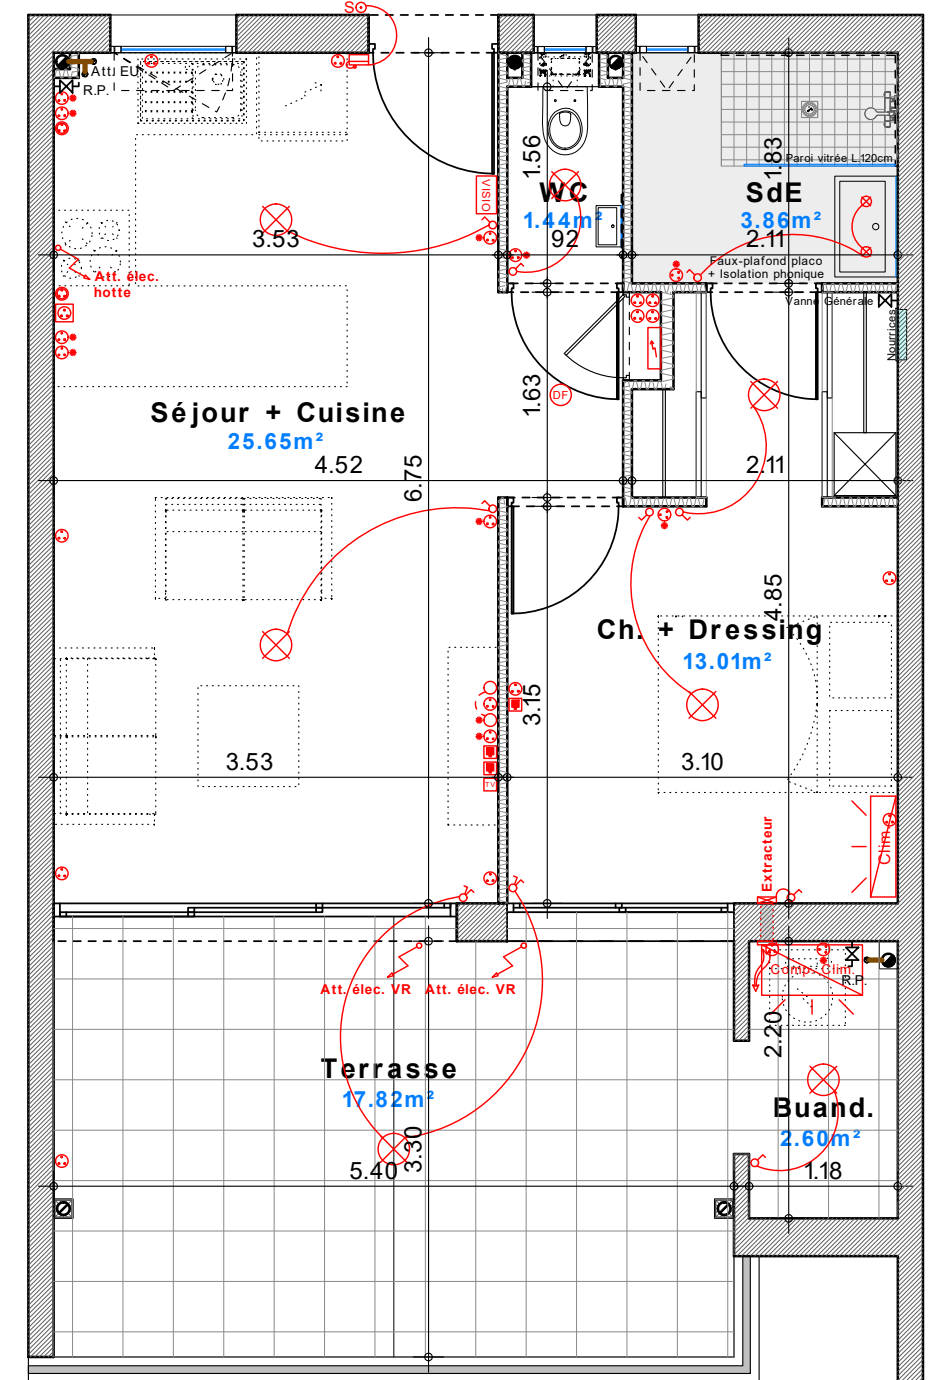 S
Att EU
R.P.
VISIO
1.56
WC
1.44m²
92
1.83
Paroi vitrée L.120cm
SdE
3.86m²
2.11
3.53
Faux-plafond placo
+ Isolation phonique
Att. élec.
hotte
Vanne Générale
Nourrices
1.63
DF
Séjour + Cuisine
25.65m²
4.52
6.75
2.11
4.85
Ch. + Dressing
13.01m²
3.15
3.53
3.10
TV
Clim
Extracteur
Comp. Clim.
R.P.
Att. élec. VR
Att. élec. VR
2.20
Terrasse
17.82m²
Buand.
2.60m²
3.30
5.40
1.18